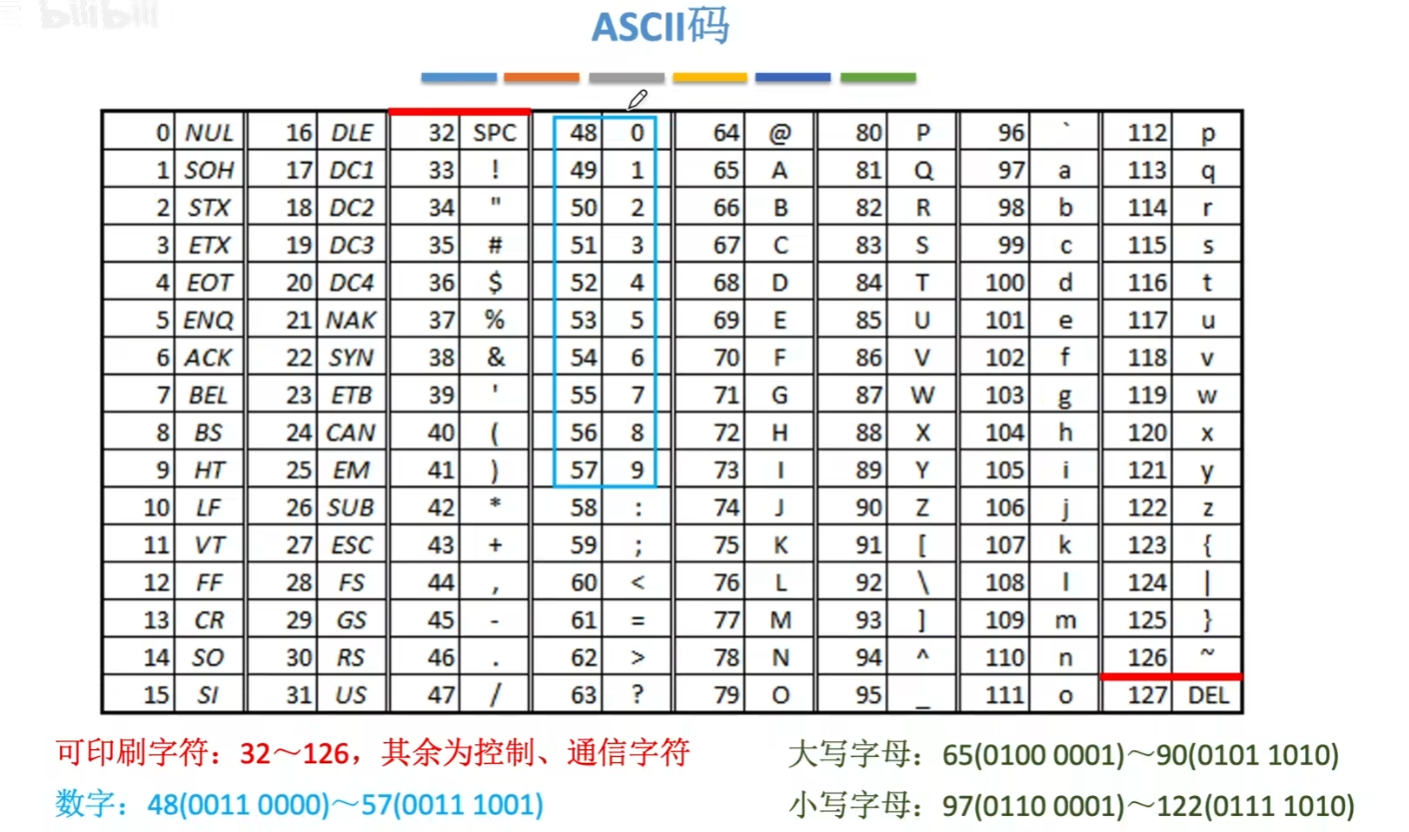 bilibili
ASCII码
0 NUL 16 DLE 32 SPC 48 0 64 @ 80 P 96 ` 112 p
1 SOH 17 DC1 33 ! 49 1 65 A 81 Q 97 a 113 q
2 STX 18 DC2 34 " 50 2 66 B 82 R 98 b 114 r
3 ETX 19 DC3 35 # 51 3 67 C 83 S 99 c 115 s
4 EOT 20 DC4 36 $ 52 4 68 D 84 T 100 d 116 t
5 ENQ 21 NAK 37 % 53 5 69 E 85 U 101 e 117 u
6 ACK 22 SYN 38 & 54 6 70 F 86 V 102 f 118 v
7 BEL 23 ETB 39 ' 55 7 71 G 87 W 103 g 119 w
8 BS 24 CAN 40 ( 56 8 72 H 88 X 104 h 120 x
9 HT 25 EM 41 ) 57 9 73 I 89 Y 105 i 121 y
10 LF 26 SUB 42 * 58 : 74 J 90 Z 106 j 122 z
11 VT 27 ESC 43 + 59 ; 75 K 91 [ 107 k 123 {
12 FF 28 FS 44 , 60 < 76 L 92 \ 108 l 124 |
13 CR 29 GS 45 - 61 = 77 M 93 ] 109 m 125 }
14 SO 30 RS 46 . 62 > 78 N 94 ^ 110 n 126 ~
15 SI 31 US 47 / 63 ? 79 O 95 _ 111 o 127 DEL
可印刷字符：32～126，其余为控制、通信字符 大写字母：65(0100 0001)～90(0101 1010)
数字：48(0011 0000)～57(0011 1001) 小写字母：97(0110 0001)～122(0111 1010)